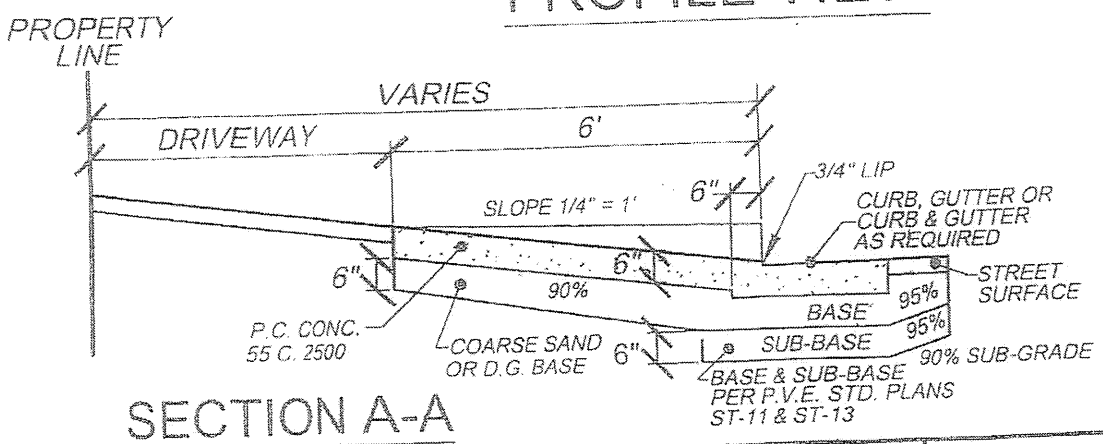 PROFILE VIEW
PROPERTY
LINE
VARIES
DRIVEWAY
6'
3/4" LIP
6"
SLOPE 1/4" = 1'
CURB, GUTTER OR
CURB & GUTTER
AS REQUIRED
6"
6"
90%
STREET
SURFACE
BASE
95%
P.C. CONC.
55 C. 2500
COARSE SAND
OR D.G. BASE
6"
SUB-BASE
95%
90% SUB-GRADE
BASE & SUB-BASE
PER P.V.E. STD. PLANS
ST-11 & ST-13
SECTION A-A